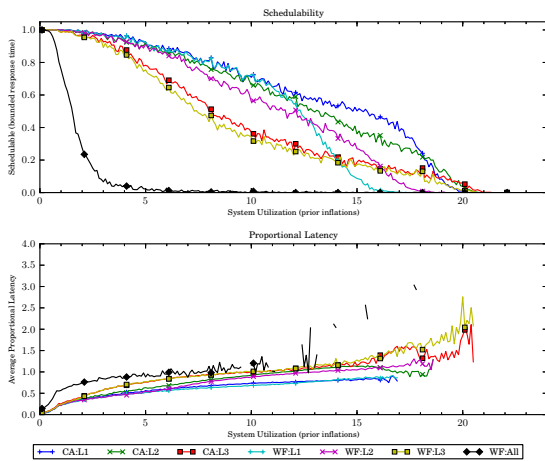 Schedulability
Schedulable (bounded response time)
1.0
0.8
0.6
0.4
0.2
0.0
0 5 10 15 20
System Utilization (prior inflations)
Proportional Latency
Average Proportional Latency
4.0
3.5
3.0
2.5
2.0
1.5
1.0
0.5
0.0
0 5 10 15 20
System Utilization (prior inflations)
CA:L1 CA:L2 CA:L3 WF:L1 WF:L2 WF:L3 WF:All